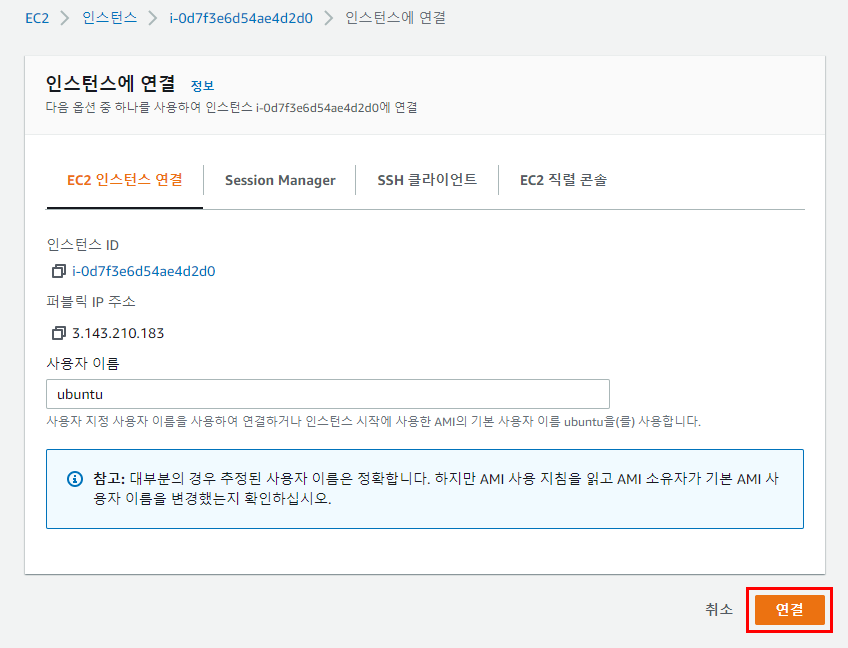 EC2 > 인스턴스 > i-0d7f3e6d54ae4d2d0 > 인스턴스에 연결
인스턴스에 연결 정보
다음 옵션 중 하나를 사용하여 인스턴스 i-0d7f3e6d54ae4d2d0에 연결
EC2 인스턴스 연결 Session Manager SSH 클라이언트 EC2 직렬 콘솔
인스턴스 ID
i-0d7f3e6d54ae4d2d0
퍼블릭 IP 주소
3.143.210.183
사용자 이름
ubuntu
사용자 지정 사용자 이름을 사용하여 연결하거나 인스턴스 시작에 사용한 AMI의 기본 사용자 이름 ubuntu을(를) 사용합니다.
참고: 대부분의 경우 추정된 사용자 이름은 정확합니다. 하지만 AMI 사용 지침을 읽고 AMI 소유자가 기본 AMI 사
용자 이름을 변경했는지 확인하십시오.
취소 연결